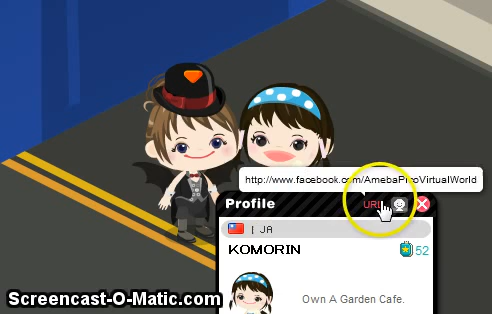 http://www.facebook.com/AmebaPicoVirtualWorld
Profile URL
| JA
KOMORIN 52
Own A Garden Cafe.
Screencast-O-Matic.com